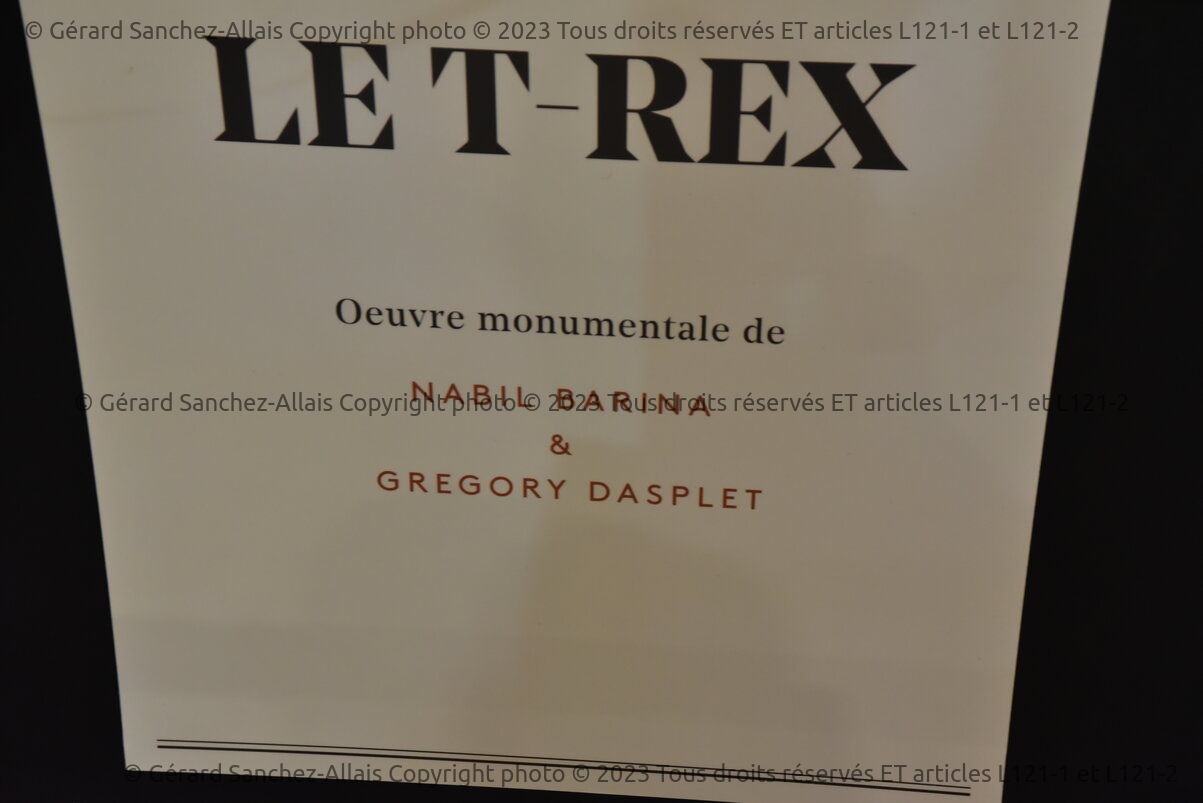 © Gérard Sanchez-Allais Copyright photo © 2023 Tous droits réservés ET articles L121-1 et L121-2
LE T-REX
Oeuvre monumentale de
NABIL BARINA
© Gérard Sanchez-Allais Copyright photo © 2023 Tous droits réservés ET articles L121-1 et L121-2
&
GREGORY DASPLET
© Gérard Sanchez-Allais Copyright photo © 2023 Tous droits réservés ET articles L121-1 et L121-2